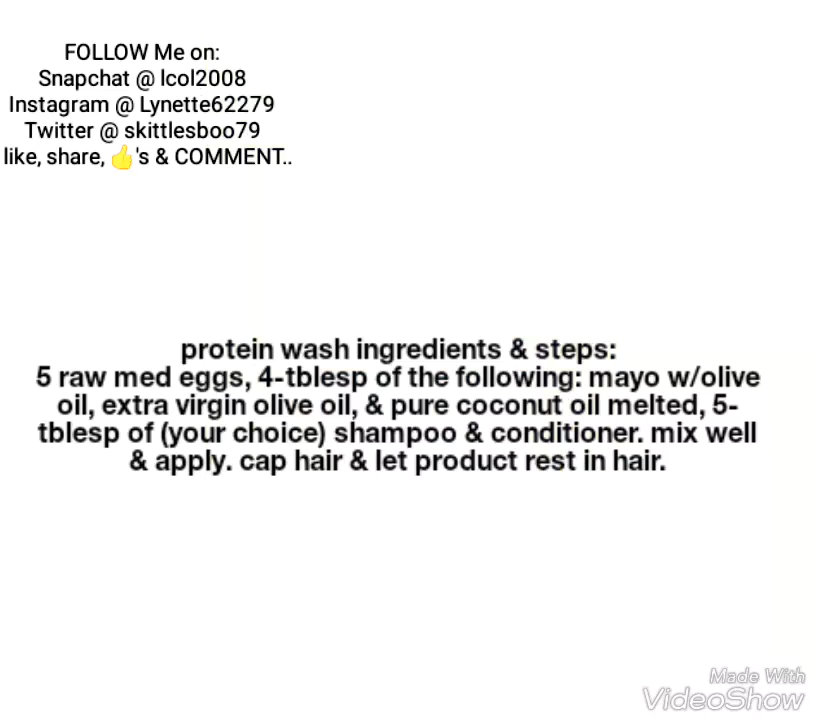 FOLLOW Me on:
Snapchat @ lcol2008
Instagram @ Lynette62279
Twitter @ skittlesboo79
like, share, 👍's & COMMENT..
protein wash ingredients & steps:
5 raw med eggs, 4-tblesp of the following: mayo w/olive
oil, extra virgin olive oil, & pure coconut oil melted, 5-
tblesp of (your choice) shampoo & conditioner. mix well
& apply. cap hair & let product rest in hair.
Made With
VideoShow